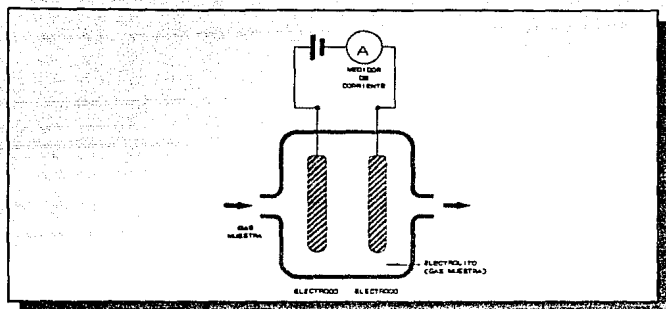 A
MEDIDOR
DE
CORRIENTE
GAS
MUESTRA
ELECTROLITO
(GAS MUESTRA)
ELECTRODO ELECTRODO